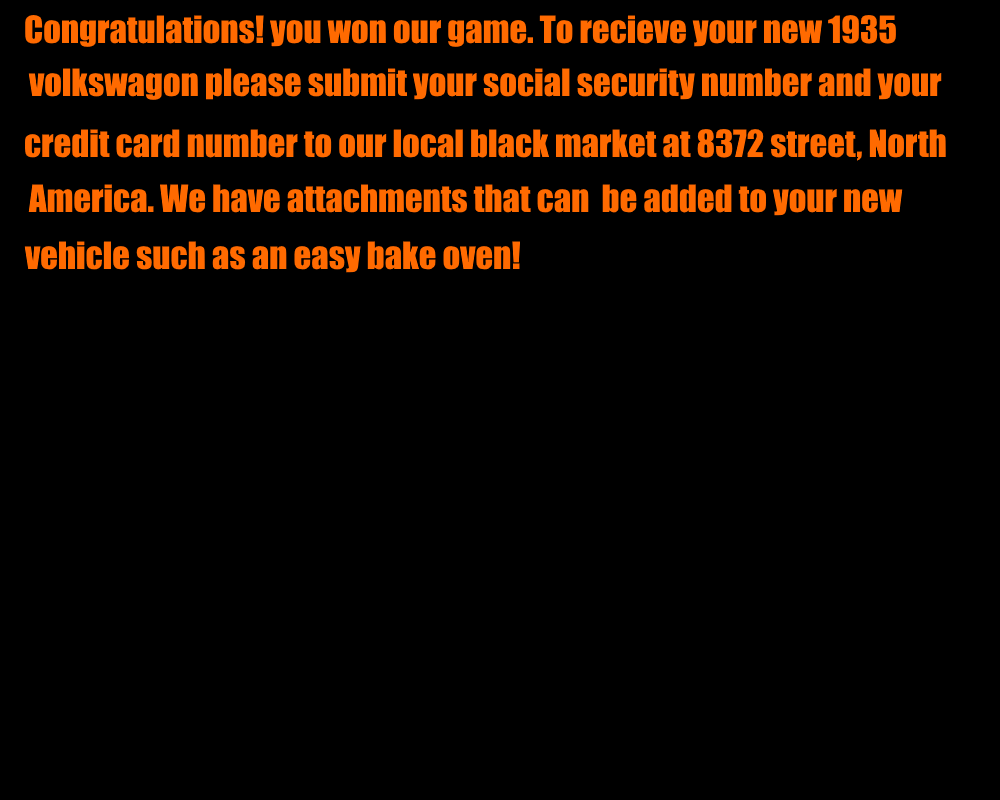 Congratulations! you won our game. To recieve your new 1935
volkswagon please submit your social security number and your
credit card number to our local black market at 8372 street, North
America. We have attachments that can  be added to your new
vehicle such as an easy bake oven!